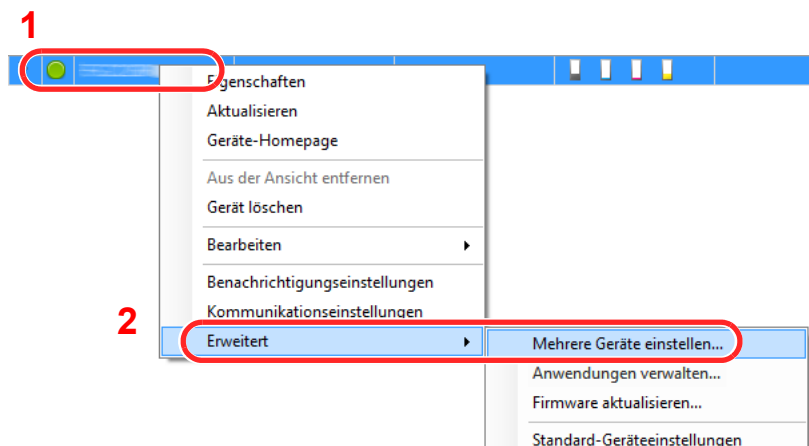 1
Eigenschaften
Aktualisieren
Geräte-Homepage
Aus der Ansicht entfernen
Gerät löschen
Bearbeiten
Benachrichtigungseinstellungen
Kommunikationseinstellungen
2
Erweitert
Mehrere Geräte einstellen...
Anwendungen verwalten...
Firmware aktualisieren...
Standard-Geräteeinstellungen